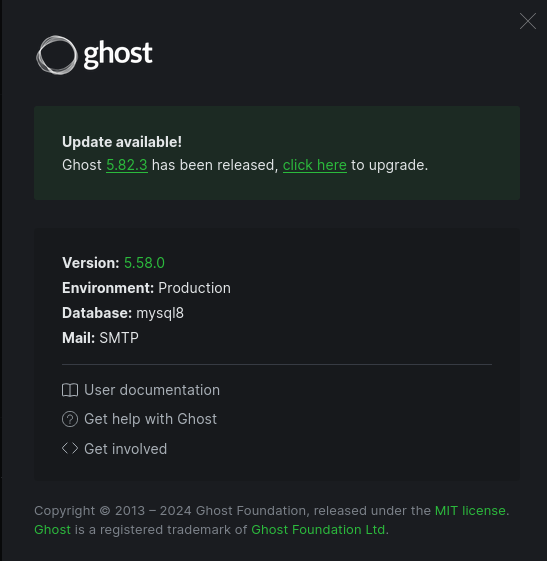 ghost
Update available!
Ghost 5.82.3 has been released, click here to upgrade.
Version: 5.58.0
Environment: Production
Database: mysql8
Mail: SMTP
User documentation
Get help with Ghost
Get involved
Copyright © 2013 – 2024 Ghost Foundation, released under the MIT license.
Ghost is a registered trademark of Ghost Foundation Ltd.